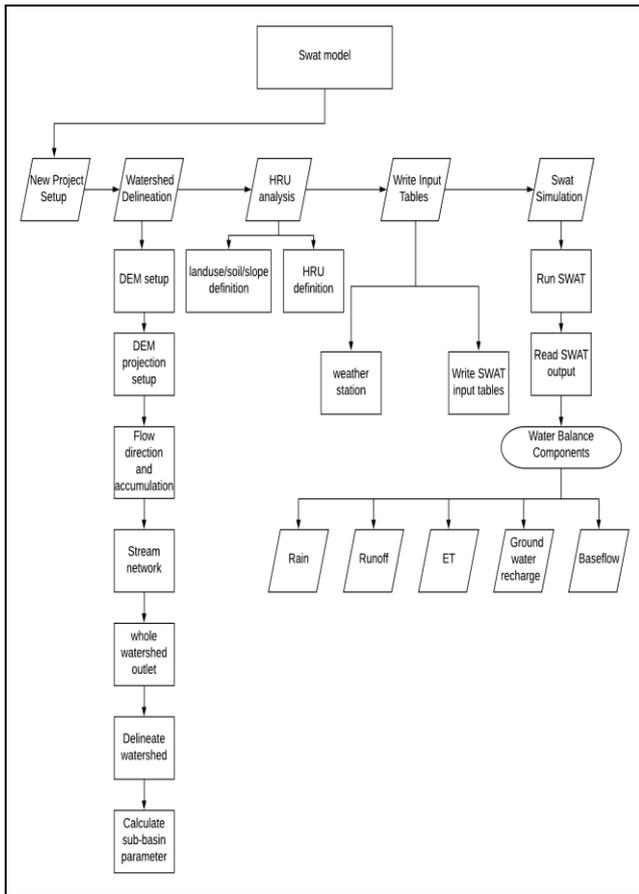 Swat model
New Project
Setup
Watershed
Delineation
HRU
analysis
Write Input
Tables
Swat
Simulation
DEM setup
landuse/soil/slope
definition
HRU
definition
Run SWAT
DEM
projection
setup
weather
station
Write SWAT
input tables
Read SWAT
output
Flow
direction
and
accumulation
Water Balance
Components
Stream
network
Rain
Runoff
ET
Ground
water
recharge
Baseflow
whole
watershed
outlet
Delineate
watershed
Calculate
sub-basin
parameter